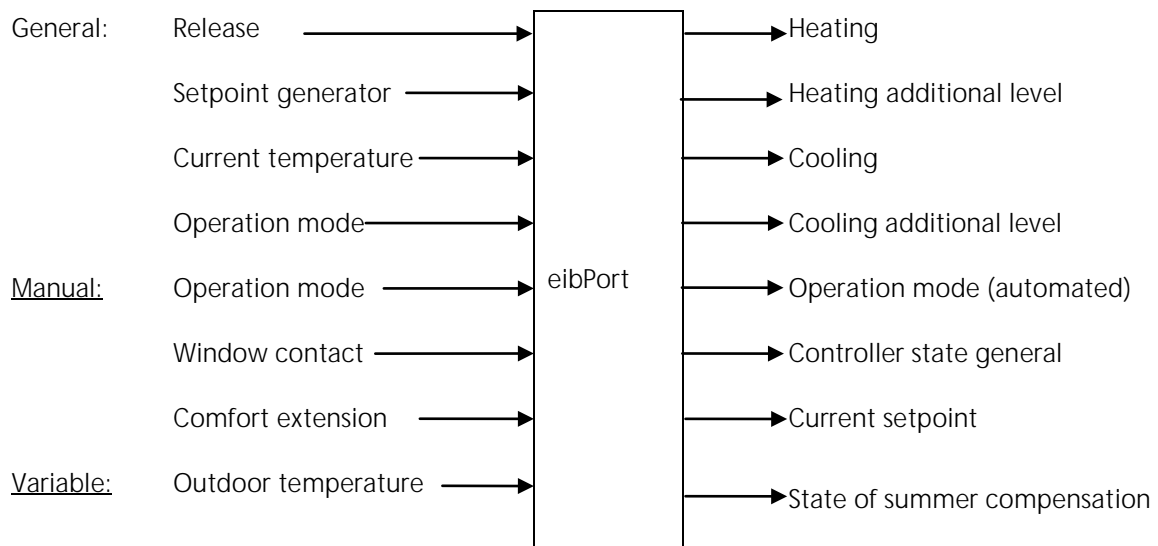 General: Release Heating
Setpoint generator Heating additional level
Current temperature Cooling
Operation mode Cooling additional level
Manual: Operation mode eibPort Operation mode (automated)
Window contact Controller state general
Comfort extension Current setpoint
Variable: Outdoor temperature State of summer compensation